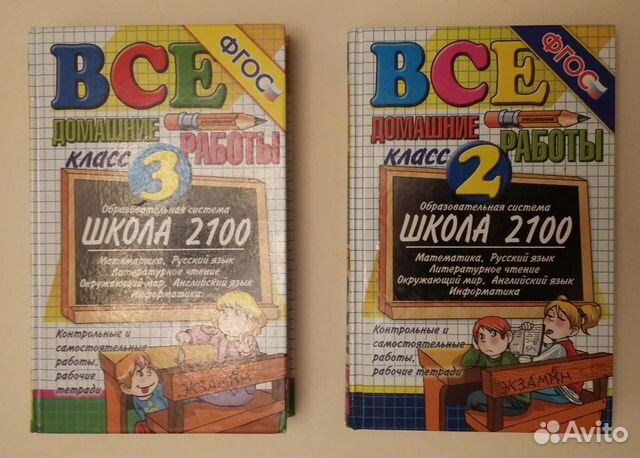 ВСЕ
ФГОС
ДОМАШНИЕ
РЕШЕБНИК
РАБОТЫ
класс
3
Образовательная система
ШКОЛА 2100
Математика, Русский язык
Литературное чтение
Окружающий мир, Английский язык
Информатика
Контрольные и
самостоятельные
работы,
рабочие
тетради
ЭКЗАМЕН
ВСЕ
ФГОС
ДОМАШНИЕ
РЕШЕБНИК
РАБОТЫ
класс
2
Образовательная система
ШКОЛА 2100
Математика, Русский язык
Литературное чтение
Окружающий мир, Английский язык
Информатика
Контрольные и
самостоятельные
работы,
рабочие тетради
ЭКЗАМЕН
Avito